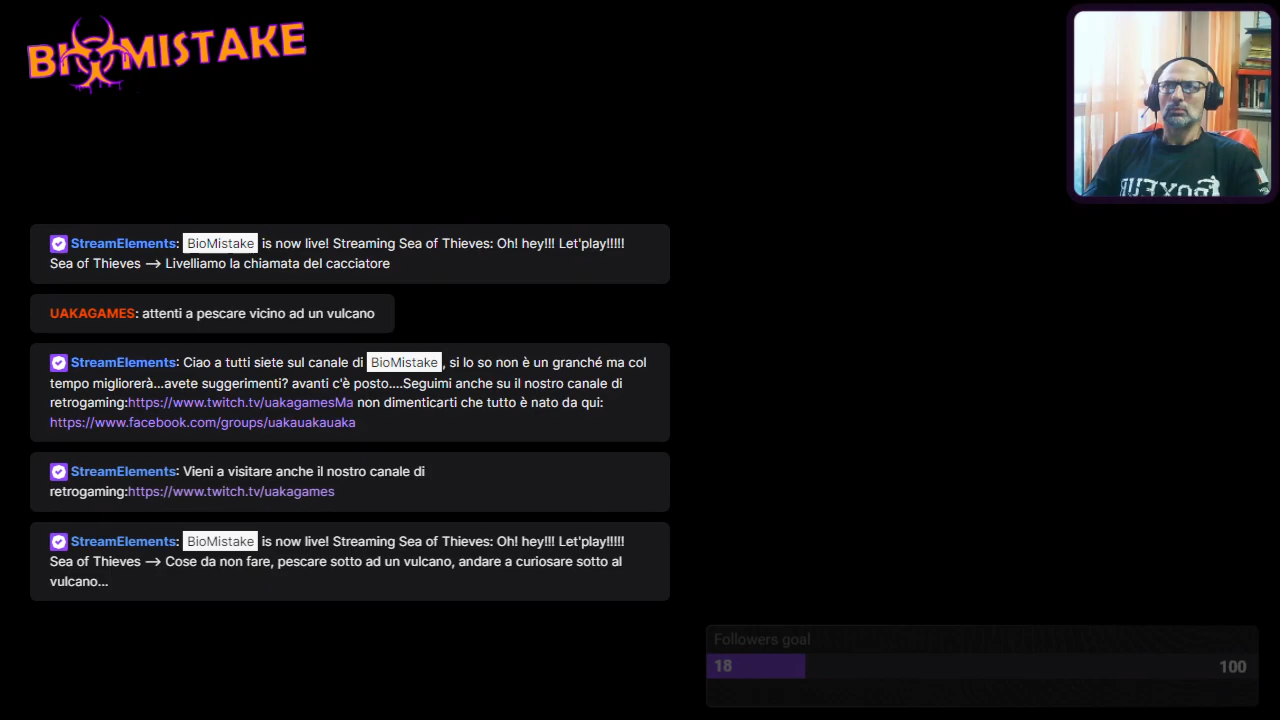 BIOMISTAKE
StreamElements: BioMistake is now live! Streaming Sea of Thieves: Oh! hey!!! Let'play!!!!!
Sea of Thieves --> Livelliamo la chiamata del cacciatore
UAKAGAMES: attenti a pescare vicino ad un vulcano
StreamElements: Ciao a tutti siete sul canale di BioMistake, si lo so non è un granché ma col
tempo migliorerà...avete suggerimenti? avanti c'è posto....Seguimi anche su il nostro canale di
retrogaming:https://www.twitch.tv/uakagamesMa non dimenticarti che tutto è nato da qui:
https://www.facebook.com/groups/uakauakauaka
StreamElements: Vieni a visitare anche il nostro canale di
retrogaming:https://www.twitch.tv/uakagames
StreamElements: BioMistake is now live! Streaming Sea of Thieves: Oh! hey!!! Let'play!!!!!
Sea of Thieves --> Cose da non fare, pescare sotto ad un vulcano, andare a curiosare sotto al
vulcano...
Followers goal
18 100